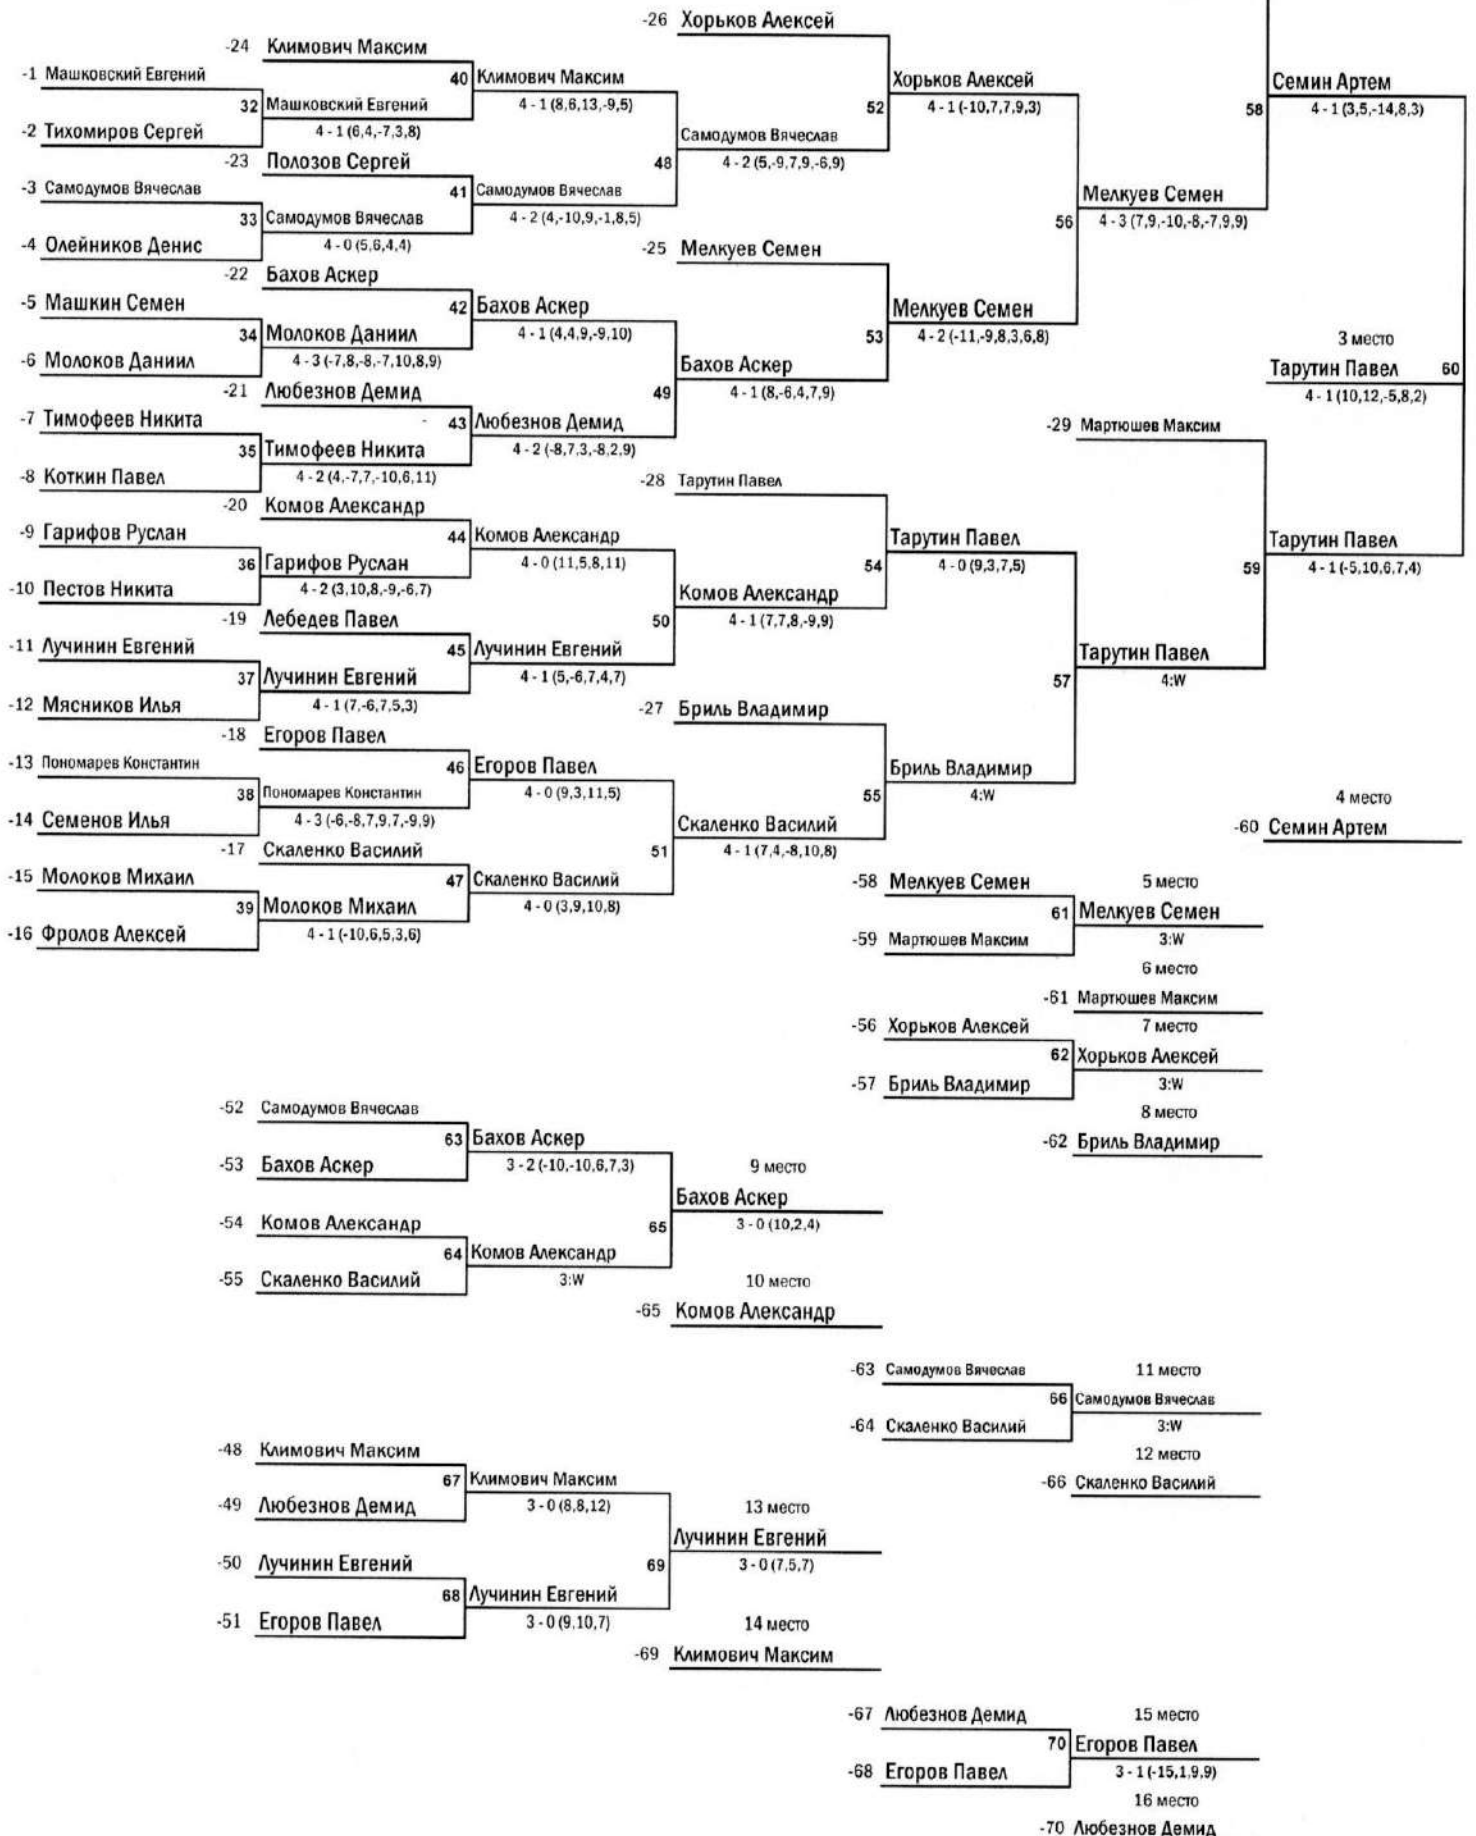 -26 Хорьков Алексей
-24 Климович Максим
-1 Машковский Евгений
40 Климович Максим
Хорьков Алексей
Семин Артем
32 Машковский Евгений
4 - 1 (8,6,13,-9,5)
52
4 - 1 (-10,7,7,9,3)
58
4 - 1 (3,5,-14,8,3)
-2 Тихомиров Сергей
4 - 1 (6,4,-7,3,8)
Самодумов Вячеслав
-23 Полозов Сергей
48
4 - 2 (5,-9,7,9,-6,9)
-3 Самодумов Вячеслав
41 Самодумов Вячеслав
Мелкуев Семен
33 Самодумов Вячеслав
4 - 2 (4,-10,9,-1,8,5)
56
4 - 3 (7,9,-10,-8,-7,9,9)
-4 Олейников Денис
4 - 0 (5,6,4,4)
-25 Мелкуев Семен
-22 Бахов Аскер
-5 Машкин Семен
42 Бахов Аскер
Мелкуев Семен
34 Молоков Даниил
4 - 1 (4,4,9,-9,10)
53
4 - 2 (-11,-9,8,3,6,8)
3 место
-6 Молоков Даниил
4 - 3 (-7,8,-8,-7,10,8,9)
Бахов Аскер
Тарутин Павел 60
-21 Любезнов Демид
49
4 - 1 (8,-6,4,7,9)
4 - 1 (10,12,-5,8,2)
-7 Тимофеев Никита
43 Любезнов Демид
-29 Мартюшев Максим
35 Тимофеев Никита
4 - 2 (-8,7,3,-8,2,9)
-8 Коткин Павел
4 - 2 (4,-7,7,-10,6,11)
-28 Тарутин Павел
-20 Комов Александр
-9 Гарифов Руслан
44 Комов Александр
Тарутин Павел
Тарутин Павел
36 Гарифов Руслан
4 - 0 (11,5,8,11)
54
4 - 0 (9,3,7,5)
59
4 - 1 (-5,10,6,7,4)
-10 Пестов Никита
4 - 2 (3,10,8,-9,-6,7)
Комов Александр
-19 Лебедев Павел
50
4 - 1 (7,7,8,-9,9)
-11 Лучинин Евгений
45 Лучинин Евгений
Тарутин Павел
37 Лучинин Евгений
4 - 1 (5,-6,7,4,7)
57
4:W
-12 Мясников Илья
4 - 1 (7,-6,7,5,3)
-27 Бриль Владимир
-18 Егоров Павел
-13 Пономарев Константин
46 Егоров Павел
Бриль Владимир
38 Пономарев Константин
4 - 0 (9,3,11,5)
55
4:W
4 место
-14 Семенов Илья
4 - 3 (-6,-8,7,9,7,-9,9)
Скаленко Василий
-60 Семин Артем
-17 Скаленко Василий
51
4 - 1 (7,4,-8,10,8)
-15 Молоков Михаил
47 Скаленко Василий
-58 Мелкуев Семен
5 место
39 Молоков Михаил
4 - 0 (3,9,10,8)
61 Мелкуев Семен
-16 Фролов Алексей
4 - 1 (-10,6,5,3,6)
-59 Мартюшев Максим
3:W
6 место
-61 Мартюшев Максим
-56 Хорьков Алексей
7 место
62 Хорьков Алексей
-57 Бриль Владимир
3:W
-52 Самодумов Вячеслав
8 место
63 Бахов Аскер
-62 Бриль Владимир
-53 Бахов Аскер
3 - 2 (-10,-10,6,7,3)
9 место
Бахов Аскер
-54 Комов Александр
65
3 - 0 (10,2,4)
64 Комов Александр
-55 Скаленко Василий
3:W
10 место
-65 Комов Александр
-63 Самодумов Вячеслав
11 место
66 Самодумов Вячеслав
-64 Скаленко Василий
3:W
-48 Климович Максим
12 место
67 Климович Максим
-66 Скаленко Василий
-49 Любезнов Демид
3 - 0 (8,8,12)
13 место
Лучинин Евгений
-50 Лучинин Евгений
69
3 - 0 (7,5,7)
68 Лучинин Евгений
-51 Егоров Павел
3 - 0 (9,10,7)
14 место
-69 Климович Максим
-67 Любезнов Демид
15 место
70 Егоров Павел
-68 Егоров Павел
3 - 1 (-15,1,9,9)
16 место
-70 Любезнов Демид